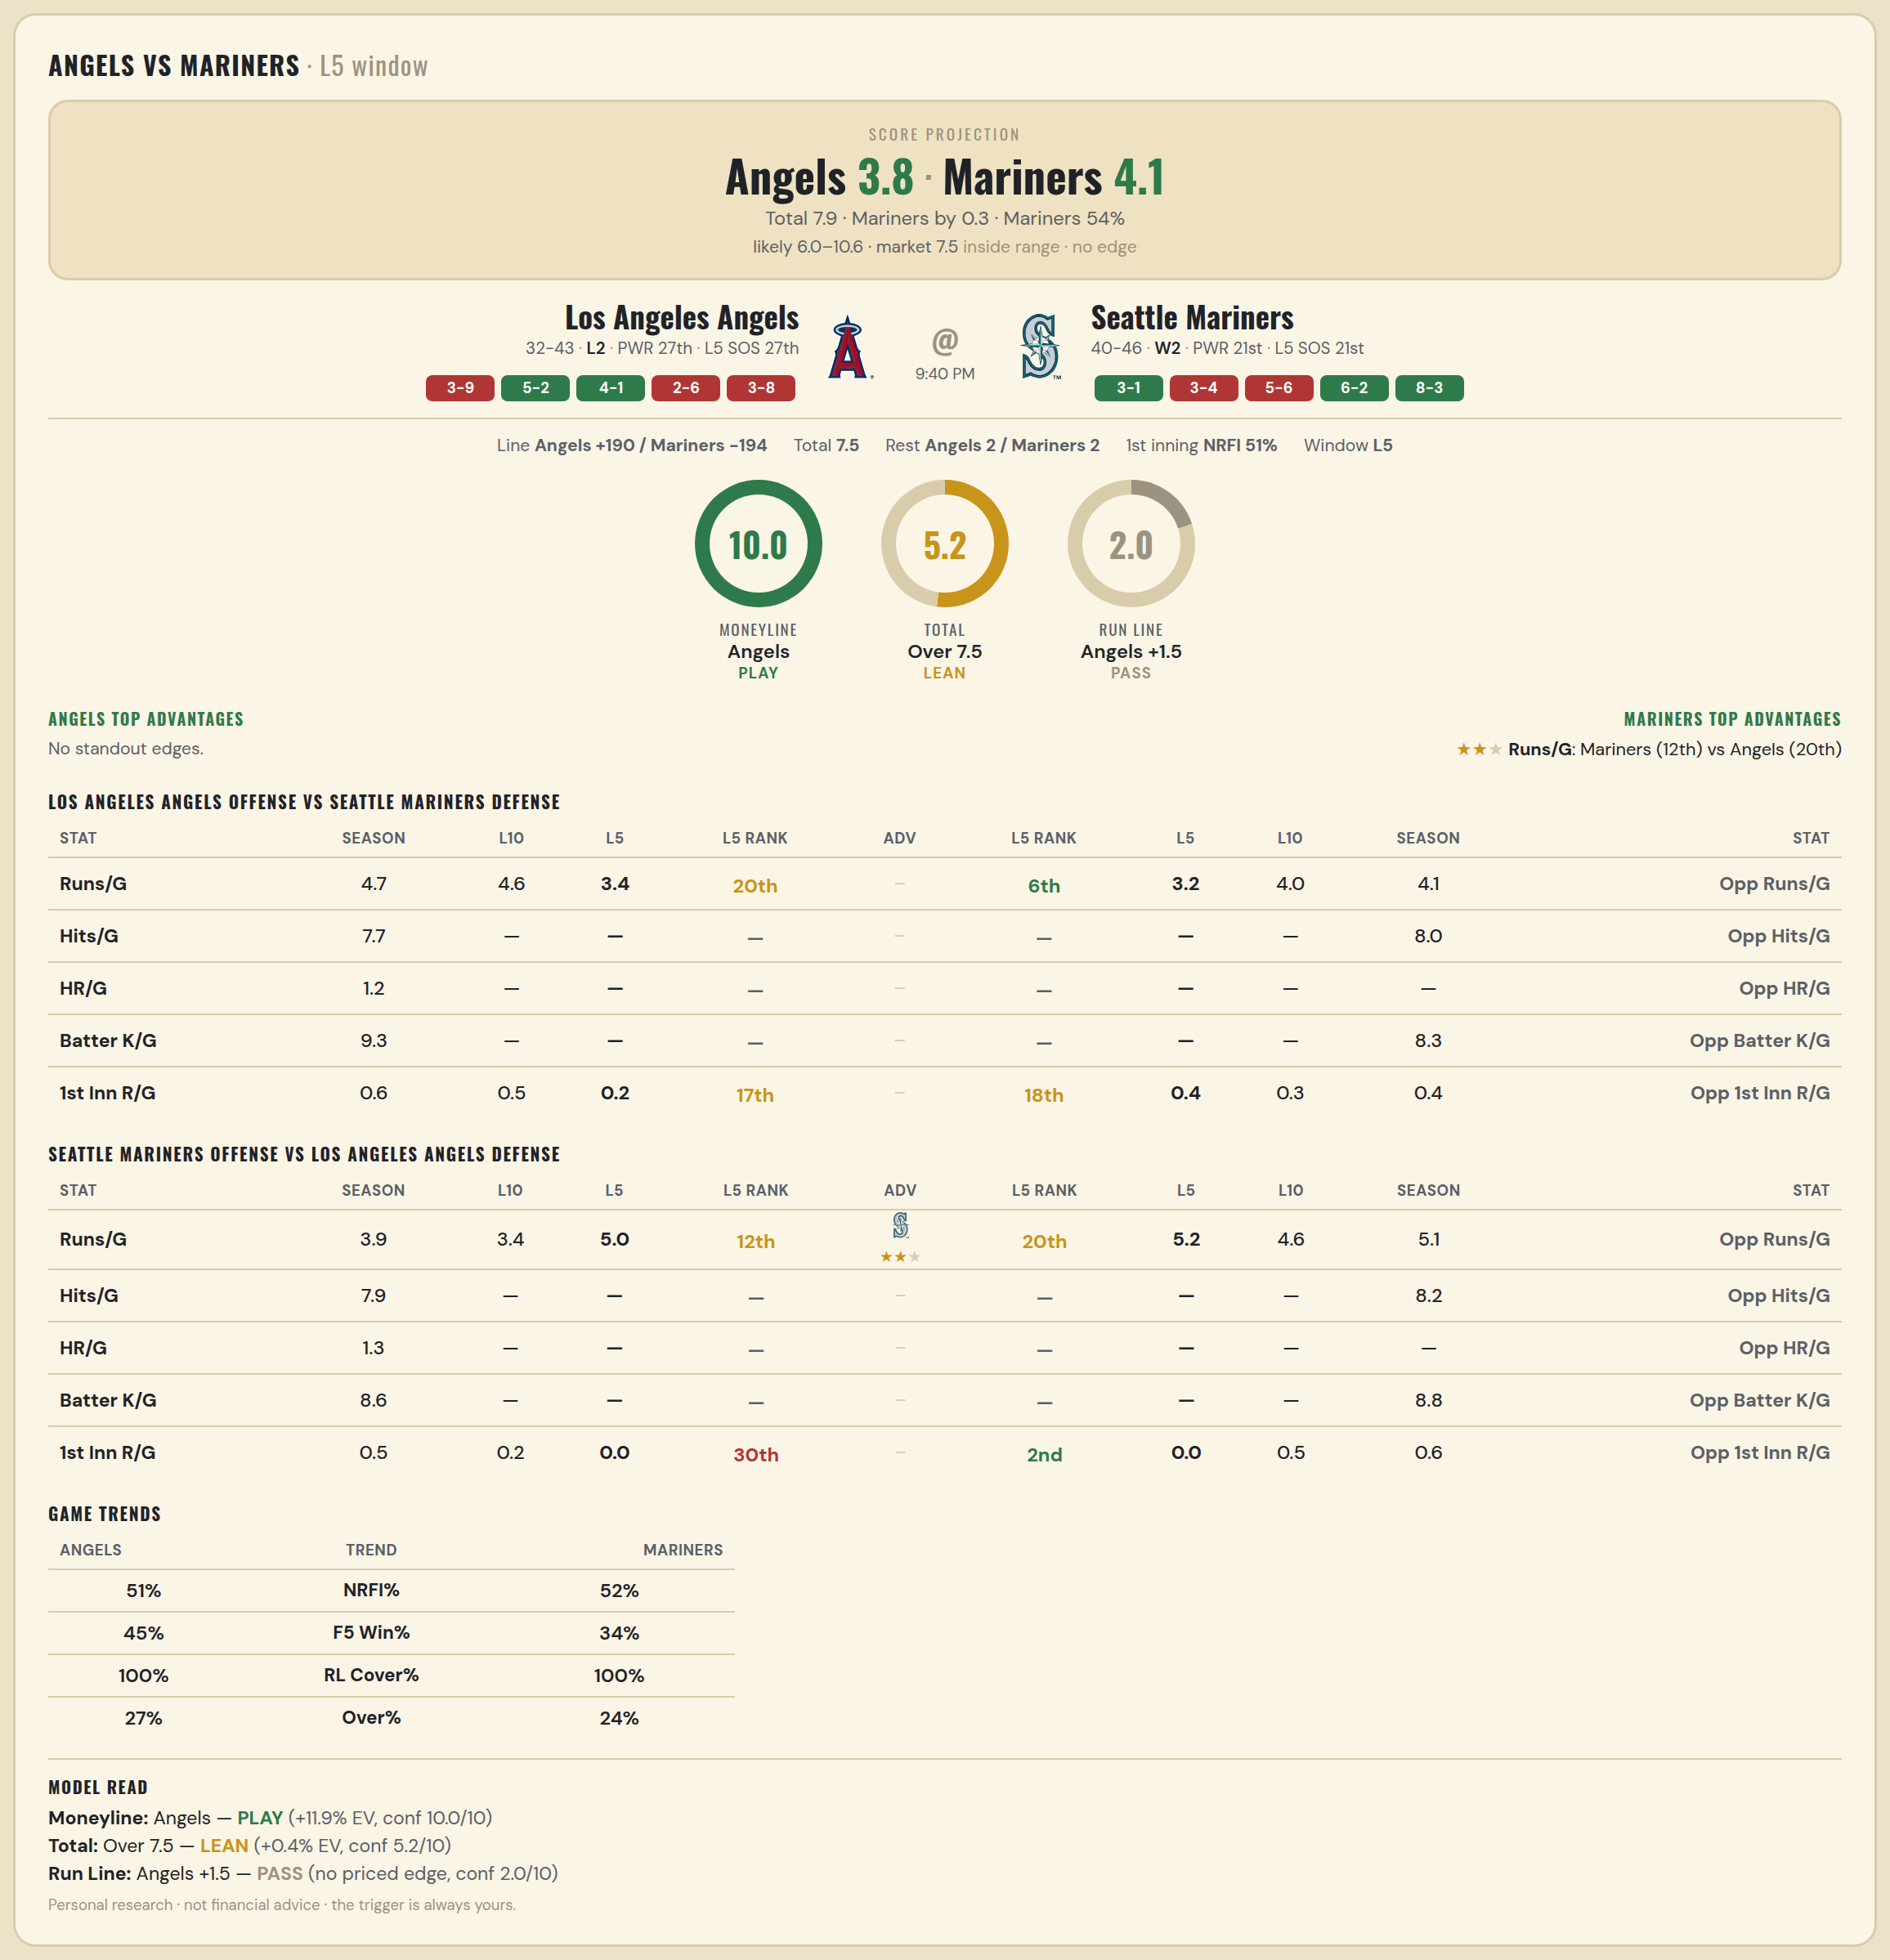 ANGELS VS MARINERS · L5 window
SCORE PROJECTION
Angels 3.8 · Mariners 4.1
Total 7.9 · Mariners by 0.3 · Mariners 54%
likely 6.0–10.6 · market 7.5 inside range · no edge
Los Angeles Angels
32-43 · L2 · PWR 27th · L5 SOS 27th
3-9 5-2 4-1 2-6 3-8
A
@
9:40 PM
S
Seattle Mariners
40-46 · W2 · PWR 21st · L5 SOS 21st
3-1 3-4 5-6 6-2 8-3
Line Angels +190 / Mariners -194 Total 7.5 Rest Angels 2 / Mariners 2 1st inning NRFI 51% Window L5
10.0 5.2 2.0
MONEYLINE TOTAL RUN LINE
Angels Over 7.5 Angels +1.5
PLAY LEAN PASS
ANGELS TOP ADVANTAGES
No standout edges.
MARINERS TOP ADVANTAGES
★★★ Runs/G: Mariners (12th) vs Angels (20th)
LOS ANGELES ANGELS OFFENSE VS SEATTLE MARINERS DEFENSE
STAT SEASON L10 L5 L5 RANK ADV L5 RANK L5 L10 SEASON STAT
Runs/G 4.7 4.6 3.4 20th – 6th 3.2 4.0 4.1 Opp Runs/G
Hits/G 7.7 — — — – — — — 8.0 Opp Hits/G
HR/G 1.2 — — — – — — — — Opp HR/G
Batter K/G 9.3 — — — – — — — 8.3 Opp Batter K/G
1st Inn R/G 0.6 0.5 0.2 17th – 18th 0.4 0.3 0.4 Opp 1st Inn R/G
SEATTLE MARINERS OFFENSE VS LOS ANGELES ANGELS DEFENSE
STAT SEASON L10 L5 L5 RANK ADV L5 RANK L5 L10 SEASON STAT
Runs/G 3.9 3.4 5.0 12th ★★★ 20th 5.2 4.6 5.1 Opp Runs/G
Hits/G 7.9 — — — – — — — 8.2 Opp Hits/G
HR/G 1.3 — — — – — — — — Opp HR/G
Batter K/G 8.6 — — — – — — — 8.8 Opp Batter K/G
1st Inn R/G 0.5 0.2 0.0 30th – 2nd 0.0 0.5 0.6 Opp 1st Inn R/G
GAME TRENDS
ANGELS TREND MARINERS
51% NRFI% 52%
45% F5 Win% 34%
100% RL Cover% 100%
27% Over% 24%
MODEL READ
Moneyline: Angels — PLAY (+11.9% EV, conf 10.0/10)
Total: Over 7.5 — LEAN (+0.4% EV, conf 5.2/10)
Run Line: Angels +1.5 — PASS (no priced edge, conf 2.0/10)
Personal research · not financial advice · the trigger is always yours.